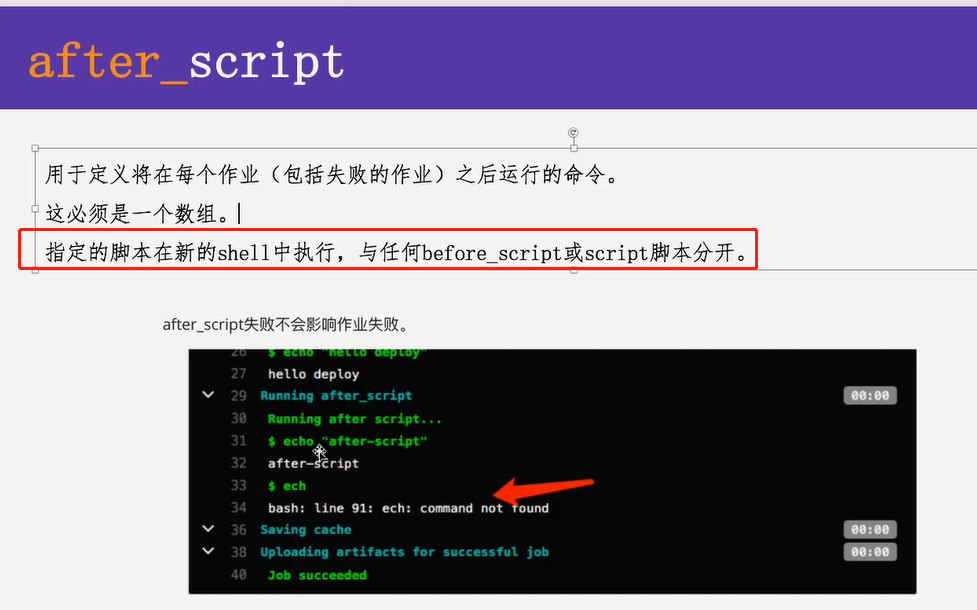 after_script
用于定义将在每个作业（包括失败的作业）之后运行的命令。
这必须是一个数组。
指定的脚本在新的shell中执行，与任何before_script或script脚本分开。
after_script失败不会影响作业失败。
26 $ echo "hello deploy"
27 hello deploy
29 Running after_script 00:00
30 Running after script...
31 $ echo "after-script"
32 after-script
33 $ ech
34 bash: line 91: ech: command not found
36 Saving cache 00:00
38 Uploading artifacts for successful job 00:00
40 Job succeeded